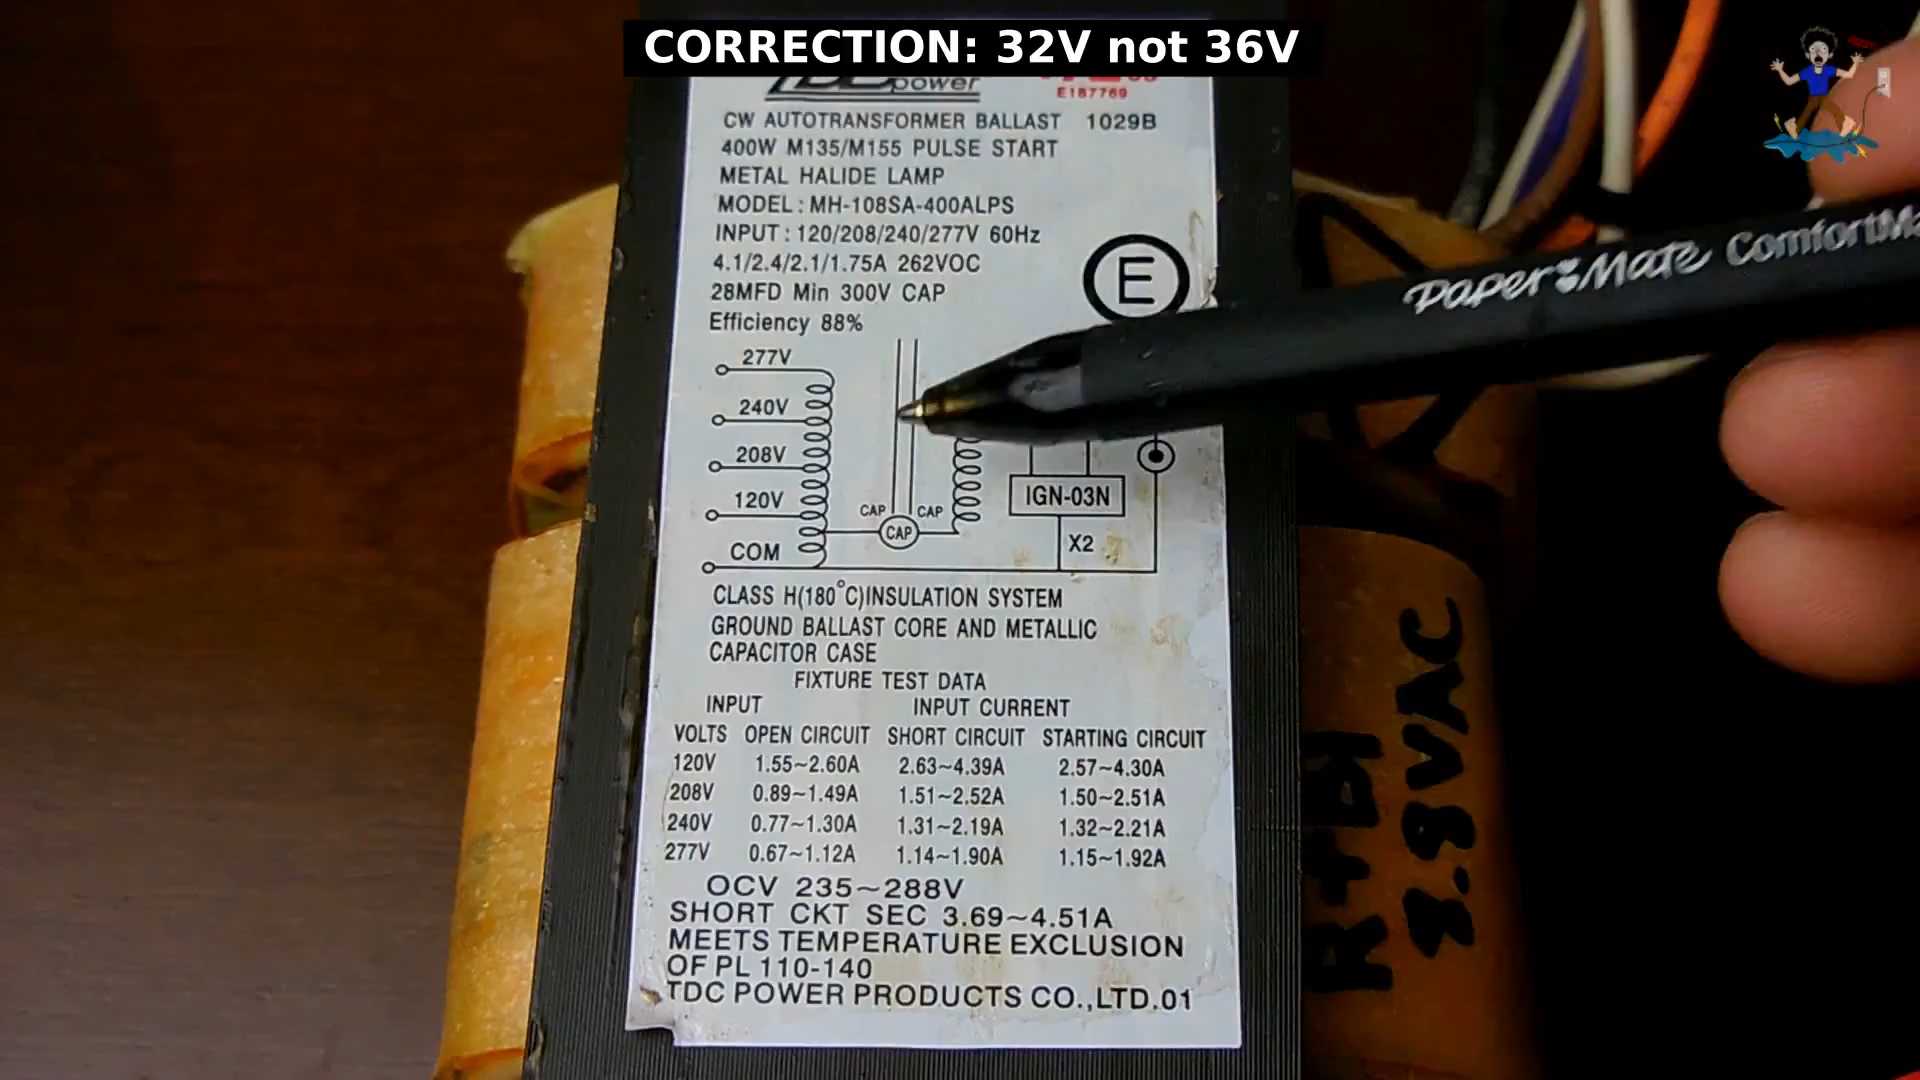 CORRECTION: 32V not 36V
power
E187769
CW AUTOTRANSFORMER BALLAST 1029B
400W M135/M155 PULSE START
METAL HALIDE LAMP
MODEL: MH-108SA-400ALPS
INPUT: 120/208/240/277V 60Hz
4.1/2.4/2.1/1.75A 262VOC
28MFD Min 300V CAP
Efficiency 88%
E
Paper Mate ComfortMa
277V
240V
208V
120V
COM
CAP CAP
CAP
IGN-03N
X2
CLASS H(180°C)INSULATION SYSTEM
GROUND BALLAST CORE AND METALLIC
CAPACITOR CASE
FIXTURE TEST DATA
INPUT INPUT CURRENT
VOLTS OPEN CIRCUIT SHORT CIRCUIT STARTING CIRCUIT
120V 1.55~2.60A 2.63~4.39A 2.57~4.30A
208V 0.89~1.49A 1.51~2.52A 1.50~2.51A
240V 0.77~1.30A 1.31~2.19A 1.32~2.21A
277V 0.67~1.12A 1.14~1.90A 1.15~1.92A
OCV 235~288V
SHORT CKT SEC 3.69~4.51A
MEETS TEMPERATURE EXCLUSION
OF PL 110-140
TDC POWER PRODUCTS CO.,LTD.01
3.8VAC